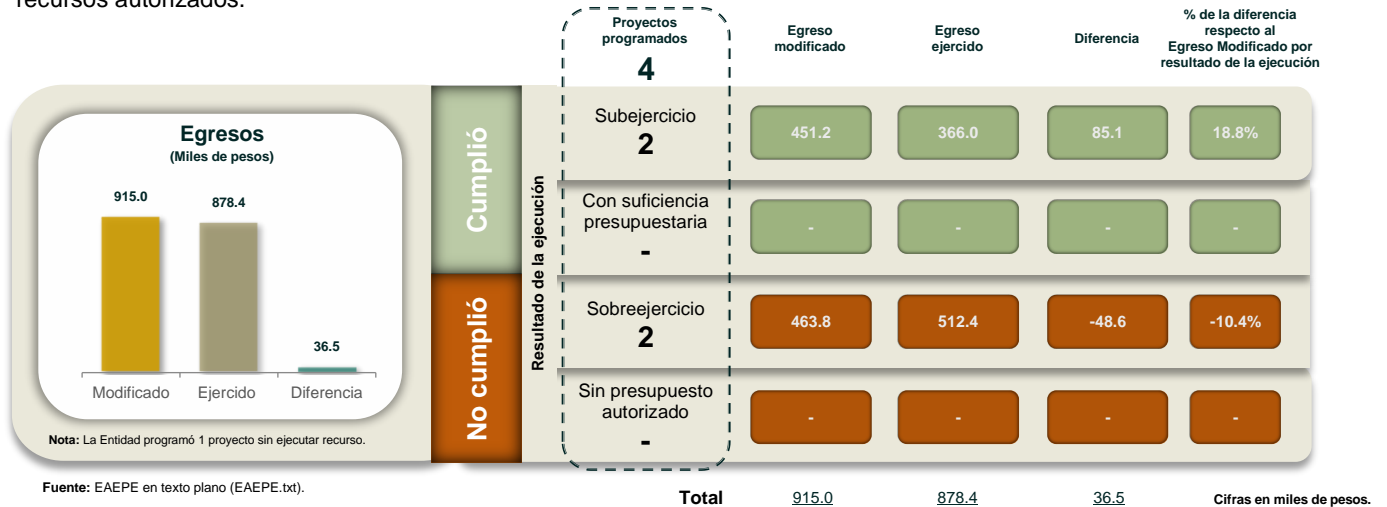 recursos autorizados.
Proyectos
programados
4
Egreso
modificado
Egreso
ejercido
Diferencia
% de la diferencia
respecto al
Egreso Modificado por
resultado de la ejecución
Egresos
(Miles de pesos)
915.0
878.4
36.5
Modificado
Ejercido
Diferencia
Nota: La Entidad programó 1 proyecto sin ejecutar recurso.
Cumplió
No cumplió
Resultado de la ejecución
Subejercicio
2
451.2
366.0
85.1
18.8%
Con suficiencia
presupuestaria
-
-
-
-
-
Sobreejercicio
2
463.8
512.4
-48.6
-10.4%
Sin presupuesto
autorizado
-
-
-
-
-
Fuente: EAEPE en texto plano (EAEPE.txt).
Total
915.0
878.4
36.5
Cifras en miles de pesos.